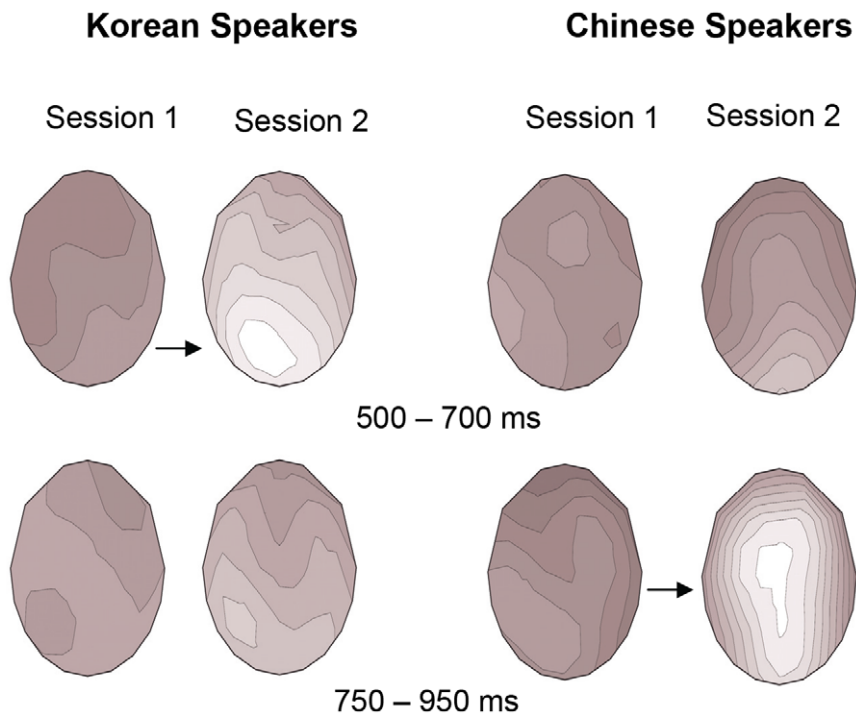 Korean Speakers
Chinese Speakers
Session 1
Session 2
Session 1
Session 2
500 – 700 ms
750 – 950 ms